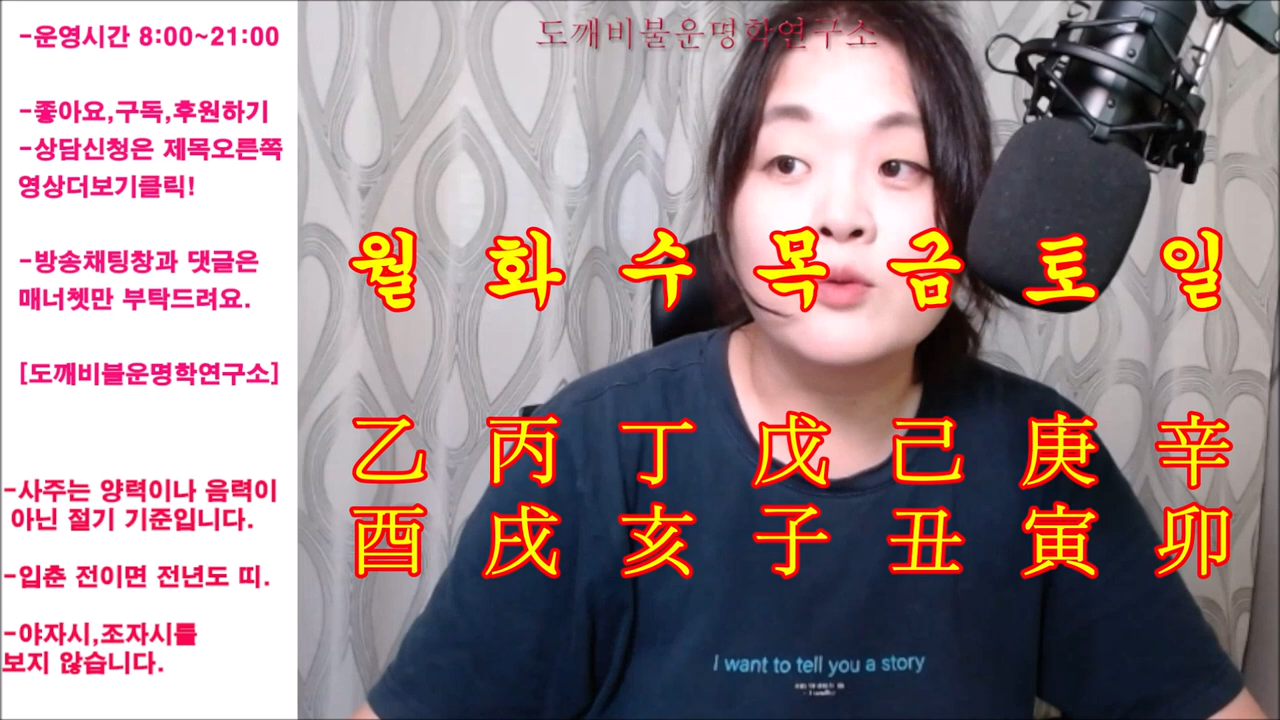 -운영시간 8:00~21:00
-좋아요,구독,후원하기
-상담신청은 제목오른쪽
영상더보기클릭!
-방송채팅창과 댓글은
매너쳇만 부탁드려요.
[도깨비불운명학연구소]
-사주는 양력이나 음력이
아닌 절기 기준입니다.
-입춘 전이면 전년도 띠.
-야자시,조자시를
보지 않습니다.
도깨비불운명학연구소
월 화 수 목 금 토 일
乙 丙 丁 戊 己 庚 辛
酉 戌 亥 子 丑 寅 卯
I want to tell you a story